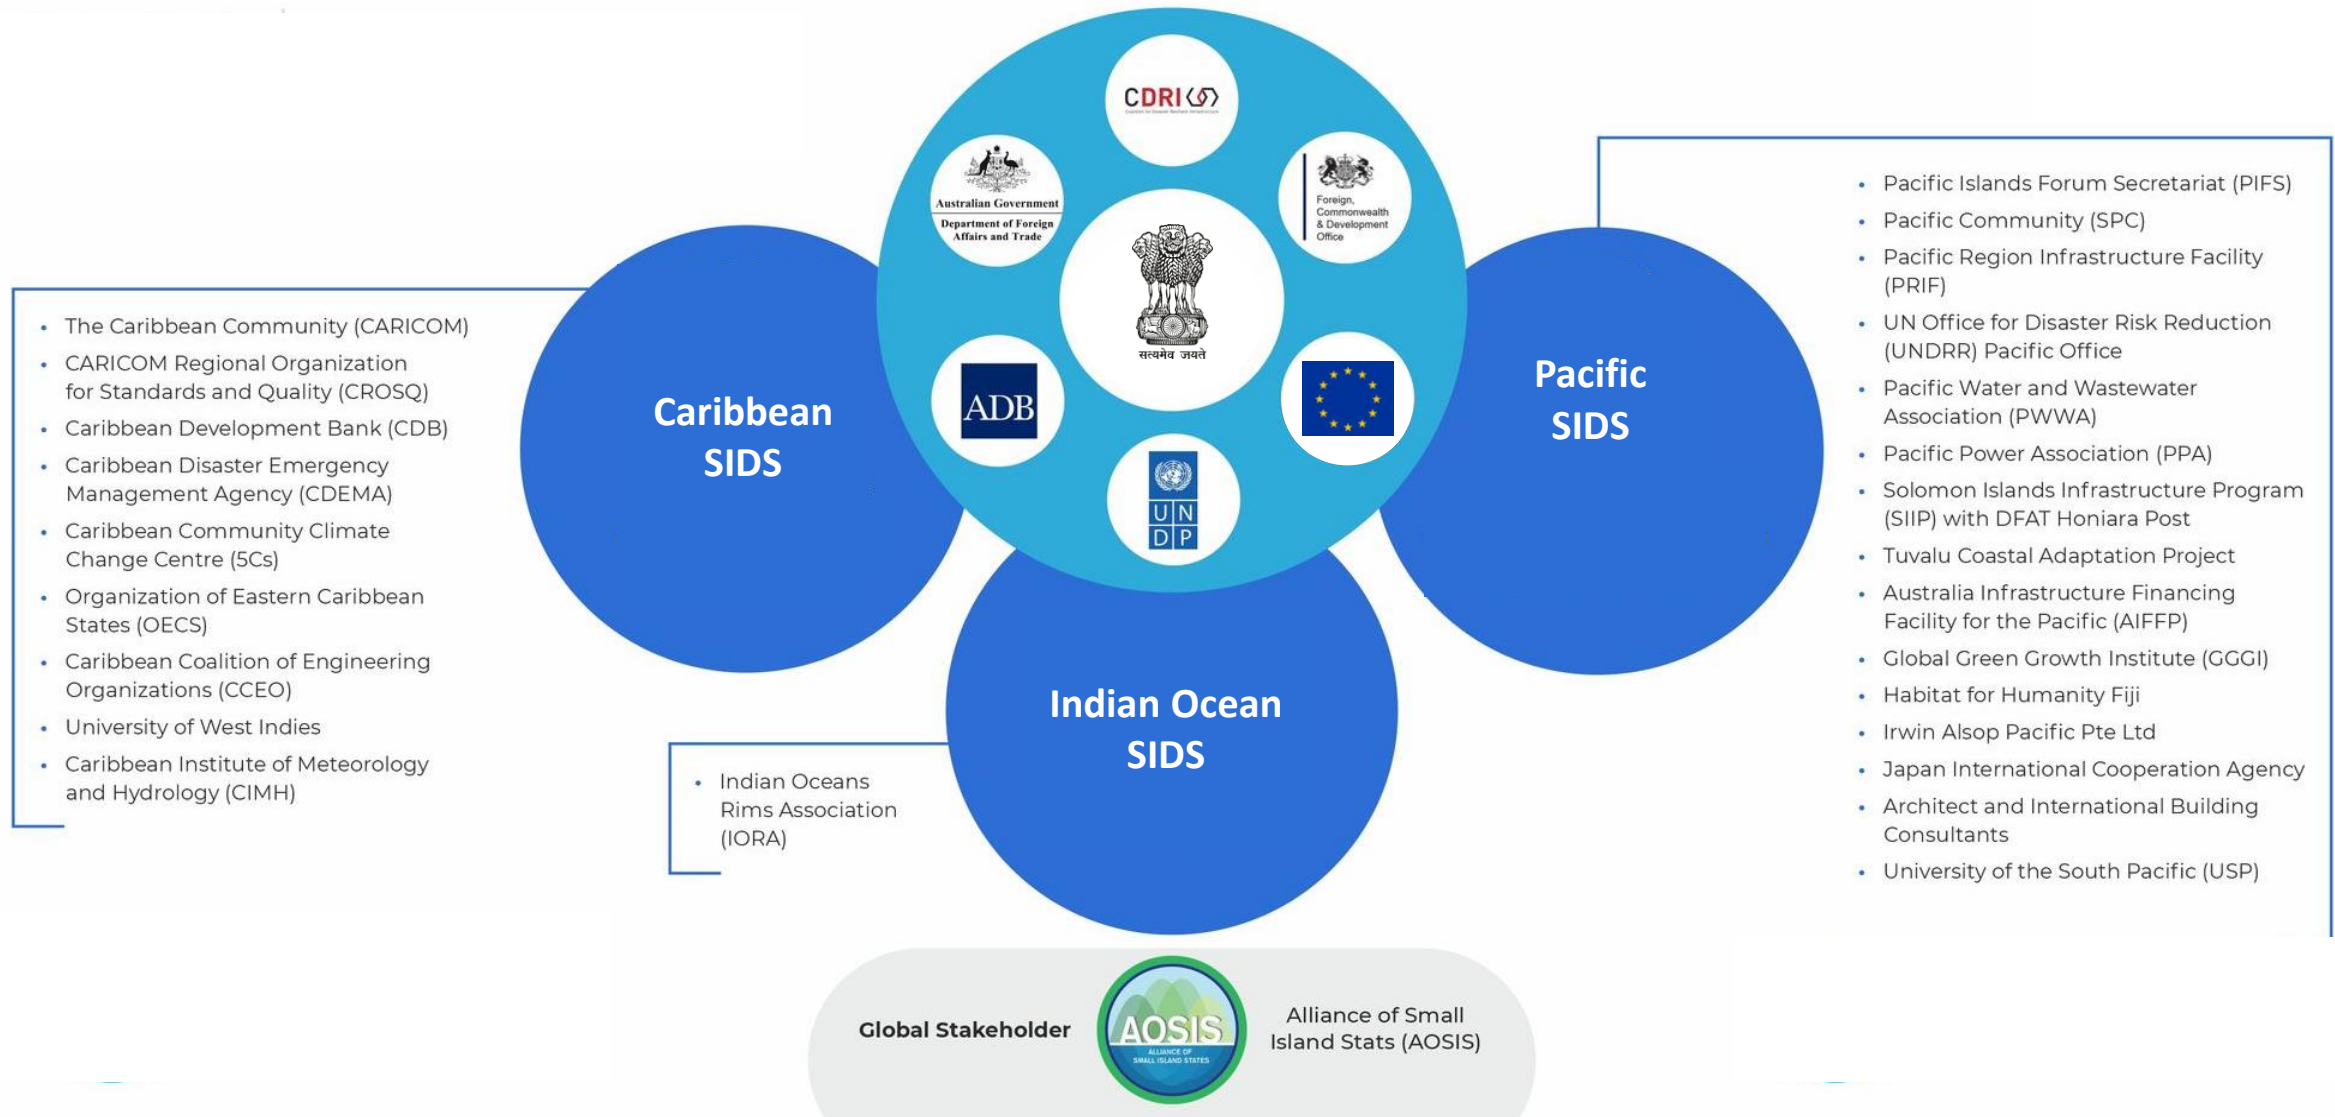 CDRI
Coalition for Disaster Resilient Infrastructure
Australian Government
Department of Foreign
Affairs and Trade
Foreign,
Commonwealth
& Development
Office
सत्यमेव जयते
ADB
U N
D P
Caribbean
SIDS
Pacific
SIDS
Indian Ocean
SIDS
• The Caribbean Community (CARICOM)
• CARICOM Regional Organization
for Standards and Quality (CROSQ)
• Caribbean Development Bank (CDB)
• Caribbean Disaster Emergency
Management Agency (CDEMA)
• Caribbean Community Climate
Change Centre (5Cs)
• Organization of Eastern Caribbean
States (OECS)
• Caribbean Coalition of Engineering
Organizations (CCEO)
• University of West Indies
• Caribbean Institute of Meteorology
and Hydrology (CIMH)
• Indian Oceans
Rims Association
(IORA)
• Pacific Islands Forum Secretariat (PIFS)
• Pacific Community (SPC)
• Pacific Region Infrastructure Facility
(PRIF)
• UN Office for Disaster Risk Reduction
(UNDRR) Pacific Office
• Pacific Water and Wastewater
Association (PWWA)
• Pacific Power Association (PPA)
• Solomon Islands Infrastructure Program
(SIIP) with DFAT Honiara Post
• Tuvalu Coastal Adaptation Project
• Australia Infrastructure Financing
Facility for the Pacific (AIFFP)
• Global Green Growth Institute (GGGI)
• Habitat for Humanity Fiji
• Irwin Alsop Pacific Pte Ltd
• Japan International Cooperation Agency
• Architect and International Building
Consultants
• University of the South Pacific (USP)
Global Stakeholder
AOSIS
ALLIANCE OF
SMALL ISLAND STATES
Alliance of Small
Island Stats (AOSIS)